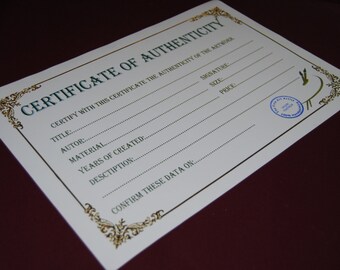 CERTIFICATE OF AUTHENTICITY
CERTIFY WITH THIS CERTIFICATE THE AUTHENTICITY OF THE ARTWORK
TITLE:
AUTOR: SIGNATURE
MATERIAL SIZE:
YEARS OF CREATED: PRICE:
DESCTIPTION:
CONFIRM THESE DATA ON: